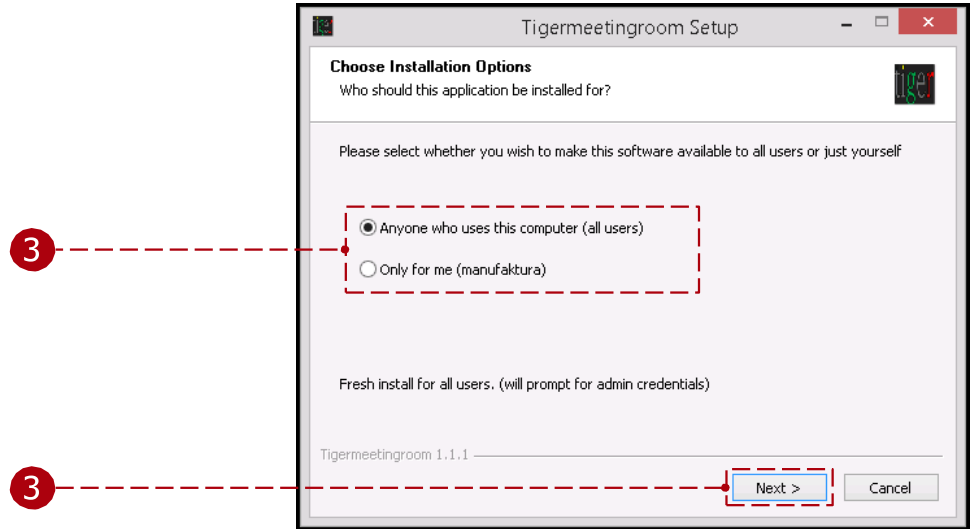 Tigermeetingroom Setup
Choose Installation Options
Who should this application be installed for?
tiger
Please select whether you wish to make this software available to all users or just yourself
Anyone who uses this computer (all users)
3
Only for me (manufaktura)
Fresh install for all users. (will prompt for admin credentials)
Tigermeetingroom 1.1.1
3
Next >
Cancel